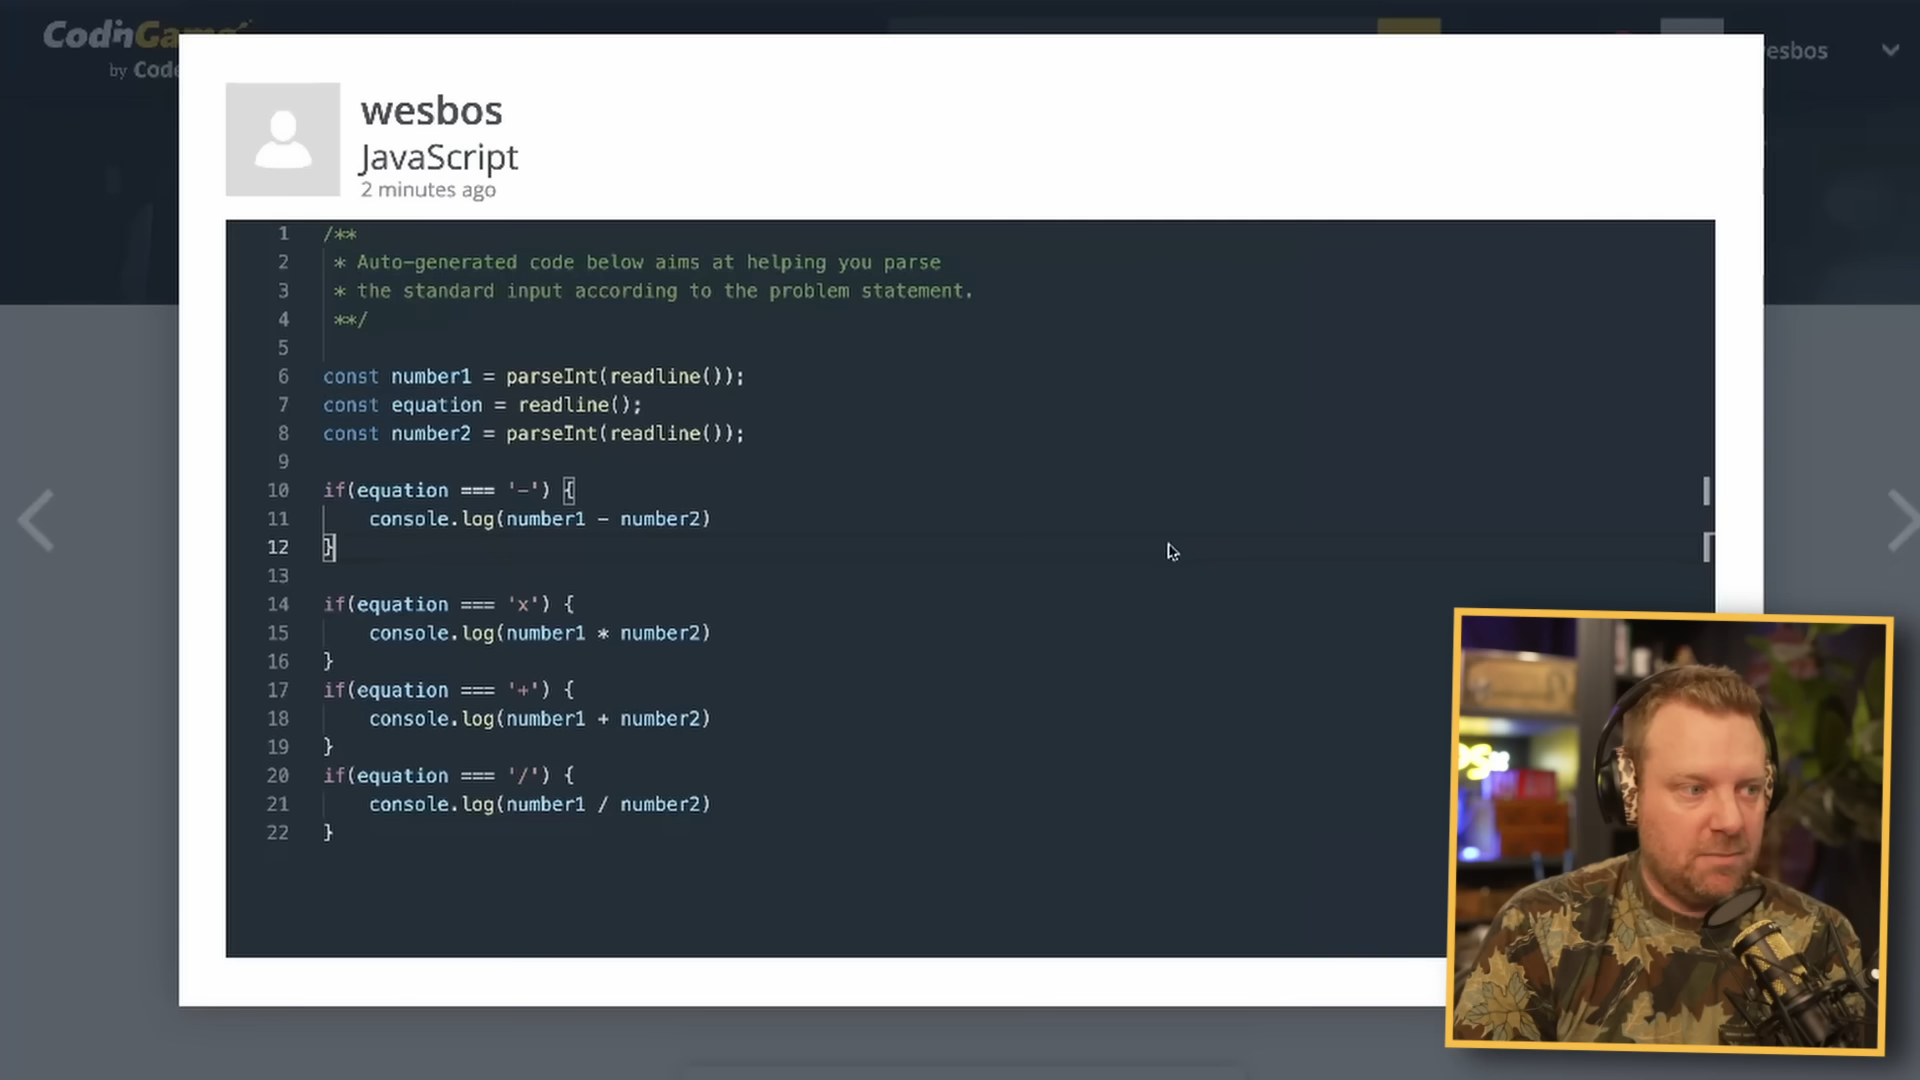 CodinGame
by Code
esbos
wesbos
JavaScript
2 minutes ago
1 /**
2 * Auto-generated code below aims at helping you parse
3 * the standard input according to the problem statement.
4 **/
5
6 const number1 = parseInt(readline());
7 const equation = readline();
8 const number2 = parseInt(readline());
9
10 if(equation === '-') {
11 console.log(number1 - number2)
12 }
13
14 if(equation === 'x') {
15 console.log(number1 * number2)
16 }
17 if(equation === '+') {
18 console.log(number1 + number2)
19 }
20 if(equation === '/') {
21 console.log(number1 / number2)
22 }